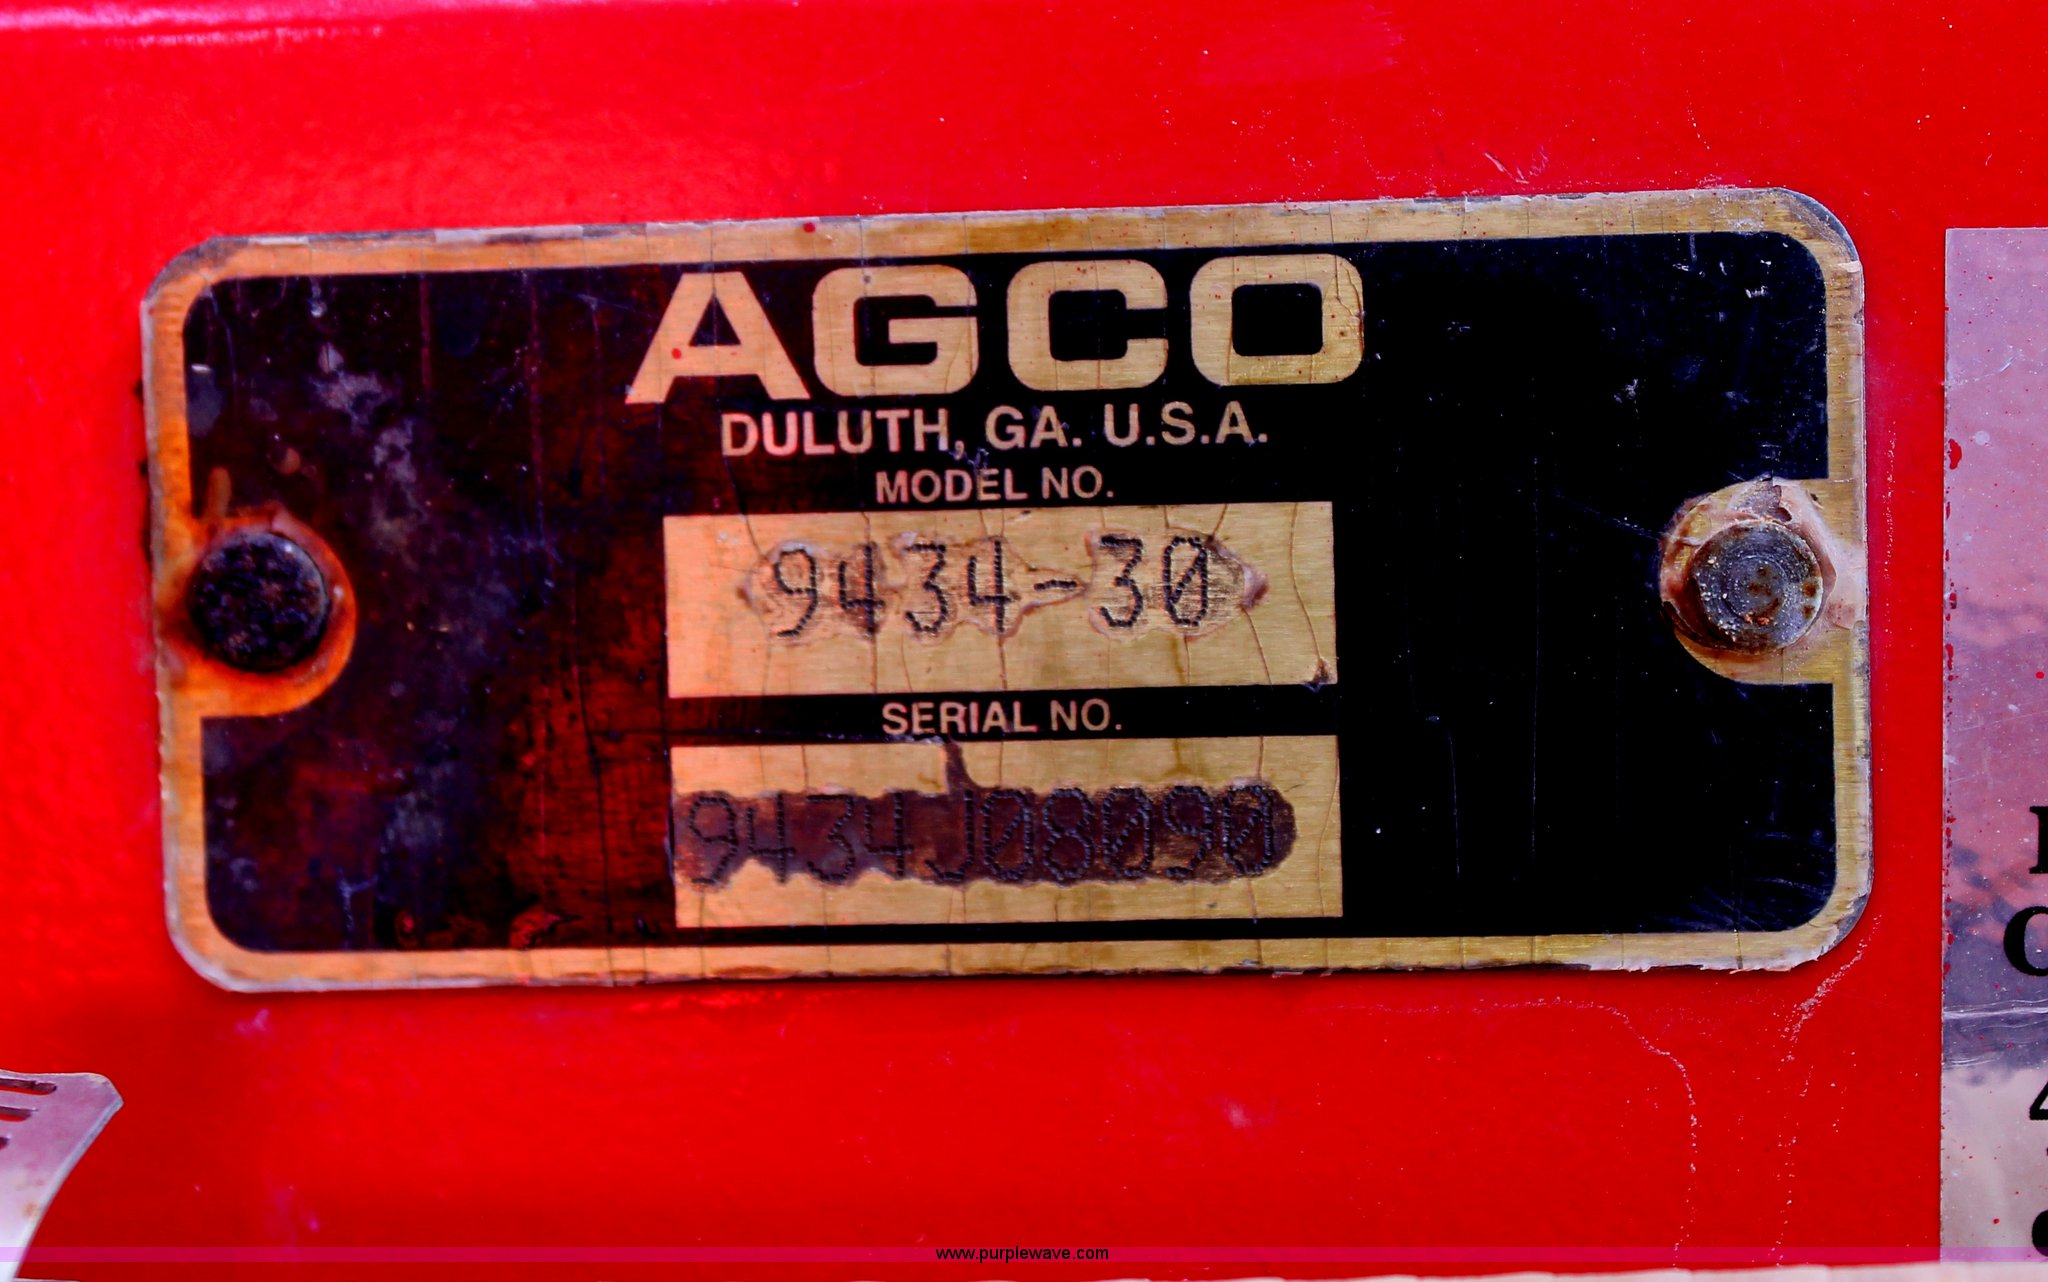 AGCO
DULUTH, GA. U.S.A.
MODEL NO.
9434-30
SERIAL NO.
9434J08090
www.purplewave.com